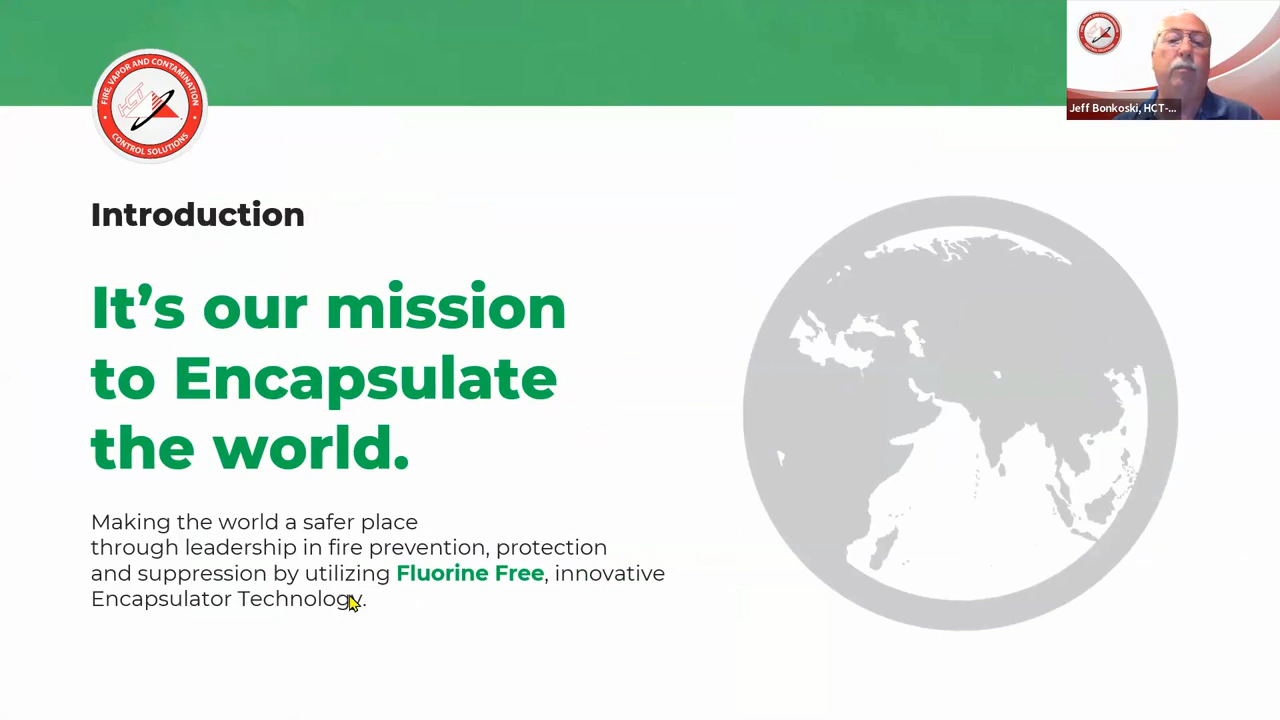 FIRE, VAPOR AND CONTAMINATION
HCT
CONTROL SOLUTIONS
Jeff Bonkoski, HCT-...
Introduction
It’s our mission
to Encapsulate
the world.
Making the world a safer place
through leadership in fire prevention, protection
and suppression by utilizing Fluorine Free, innovative
Encapsulator Technology.